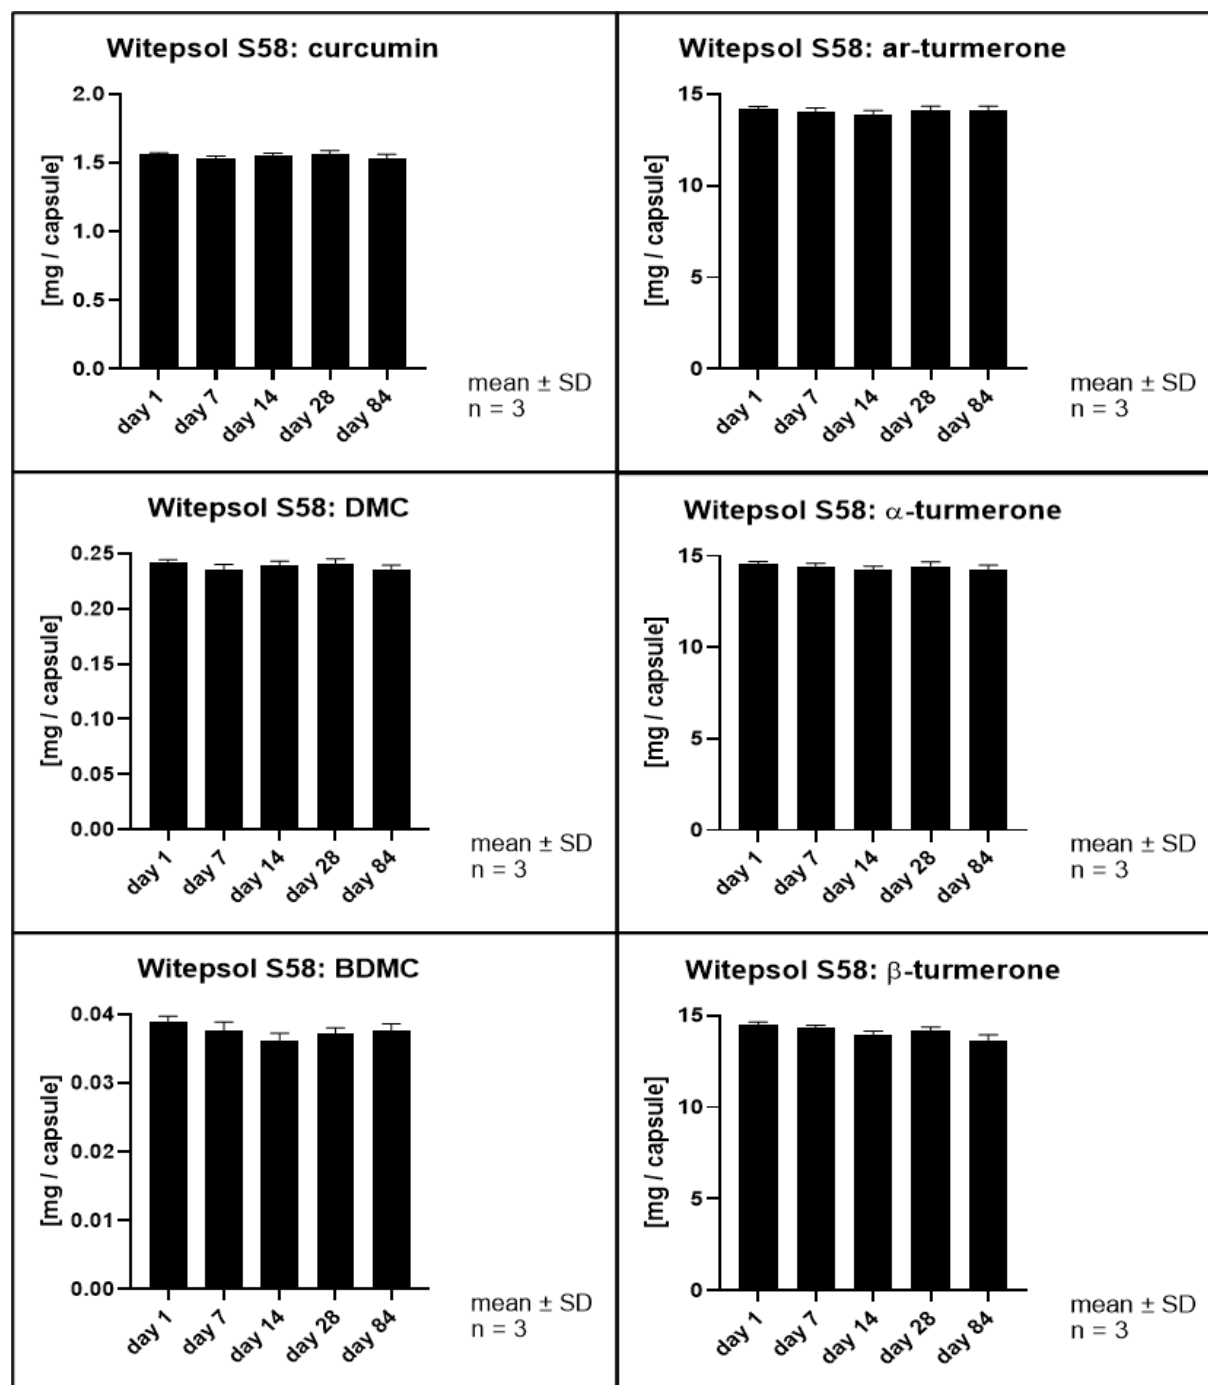 Witepsol S58: curcumin
[mg / capsule]
2.0
1.5
1.0
0.5
0.0
day 1
day 7
day 14
day 28
day 84
mean ± SD
n = 3
Witepsol S58: ar-turmerone
[mg / capsule]
15
10
5
0
day 1
day 7
day 14
day 28
day 84
mean ± SD
n = 3
Witepsol S58: DMC
[mg / capsule]
0.25
0.20
0.15
0.10
0.05
0.00
day 1
day 7
day 14
day 28
day 84
mean ± SD
n = 3
Witepsol S58: α-turmerone
[mg / capsule]
15
10
5
0
day 1
day 7
day 14
day 28
day 84
mean ± SD
n = 3
Witepsol S58: BDMC
[mg / capsule]
0.04
0.03
0.02
0.01
0.00
day 1
day 7
day 14
day 28
day 84
mean ± SD
n = 3
Witepsol S58: β-turmerone
[mg / capsule]
15
10
5
0
day 1
day 7
day 14
day 28
day 84
mean ± SD
n = 3